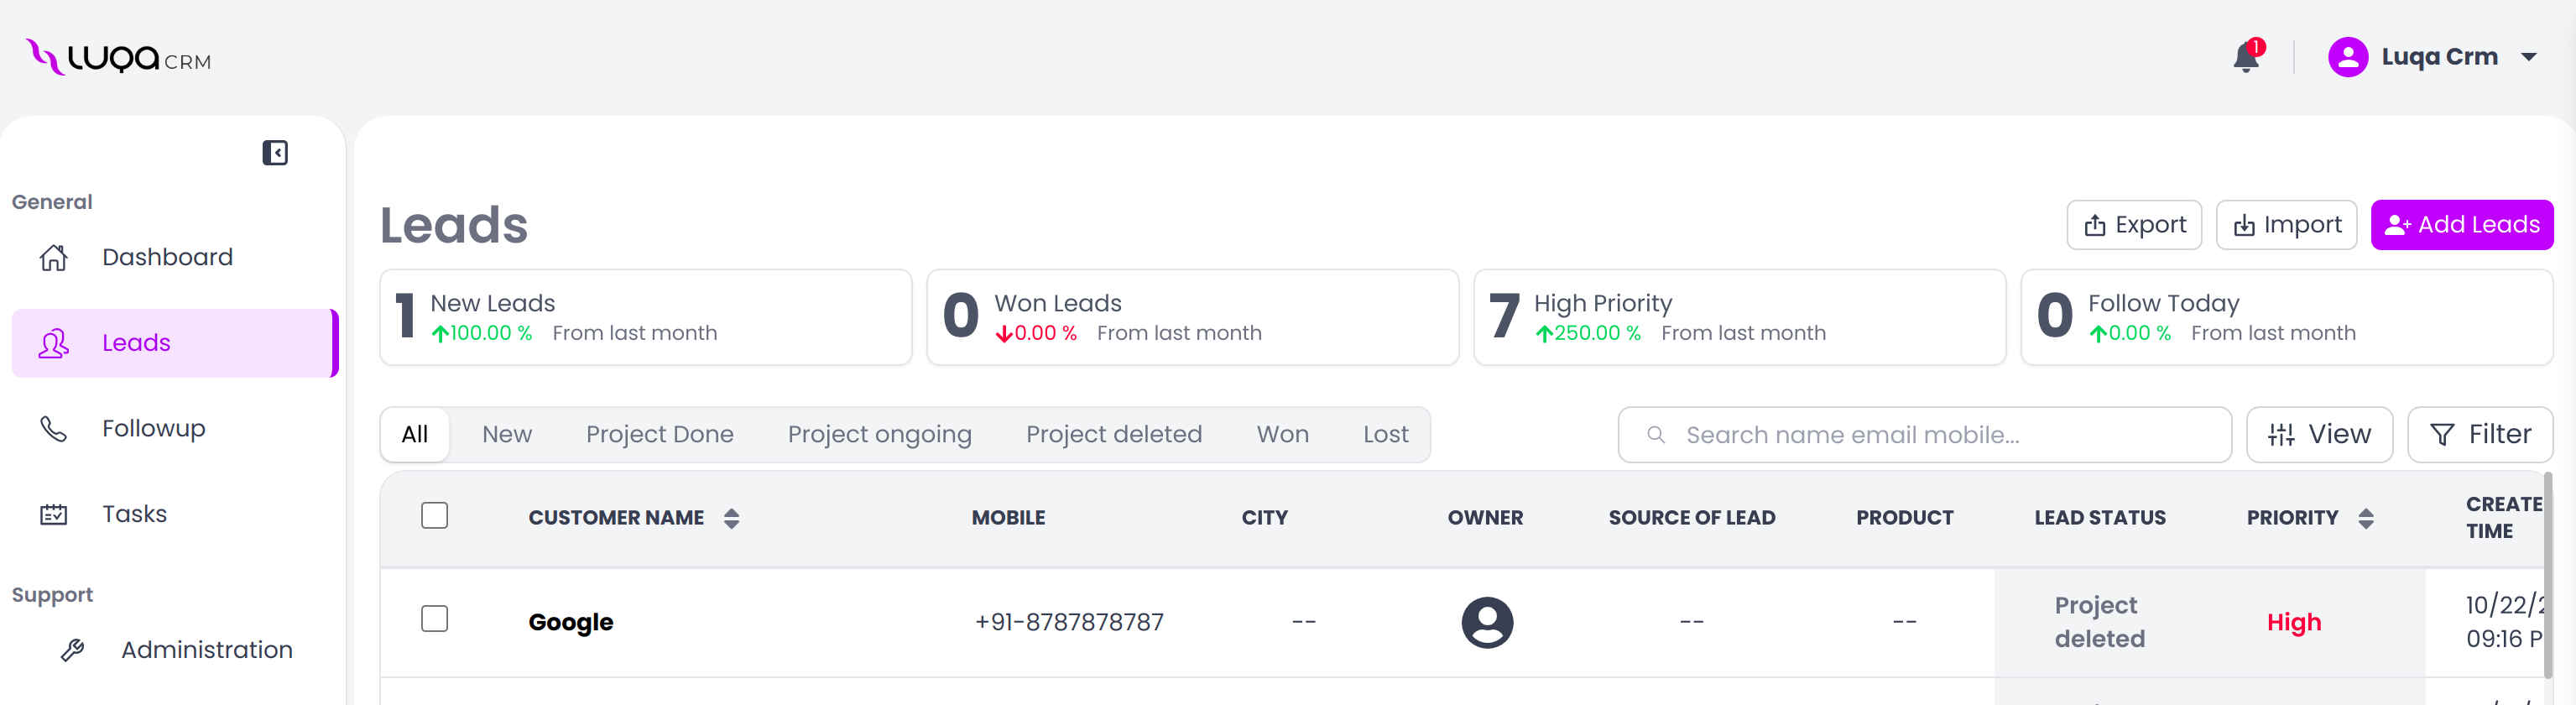 LUQA CRM
1
Luqa Crm
General
Dashboard
Leads
Followup
Tasks
Support
Administration
Leads
Export
Import
Add Leads
1 New Leads
100.00 % From last month
0 Won Leads
0.00 % From last month
7 High Priority
250.00 % From last month
0 Follow Today
0.00 % From last month
All New Project Done Project ongoing Project deleted Won Lost
Search name email mobile...
View
Filter
CUSTOMER NAME MOBILE CITY OWNER SOURCE OF LEAD PRODUCT LEAD STATUS PRIORITY CREATE
TIME
Google +91-8787878787 -- -- -- Project
deleted
High
10/22/2
09:16 P